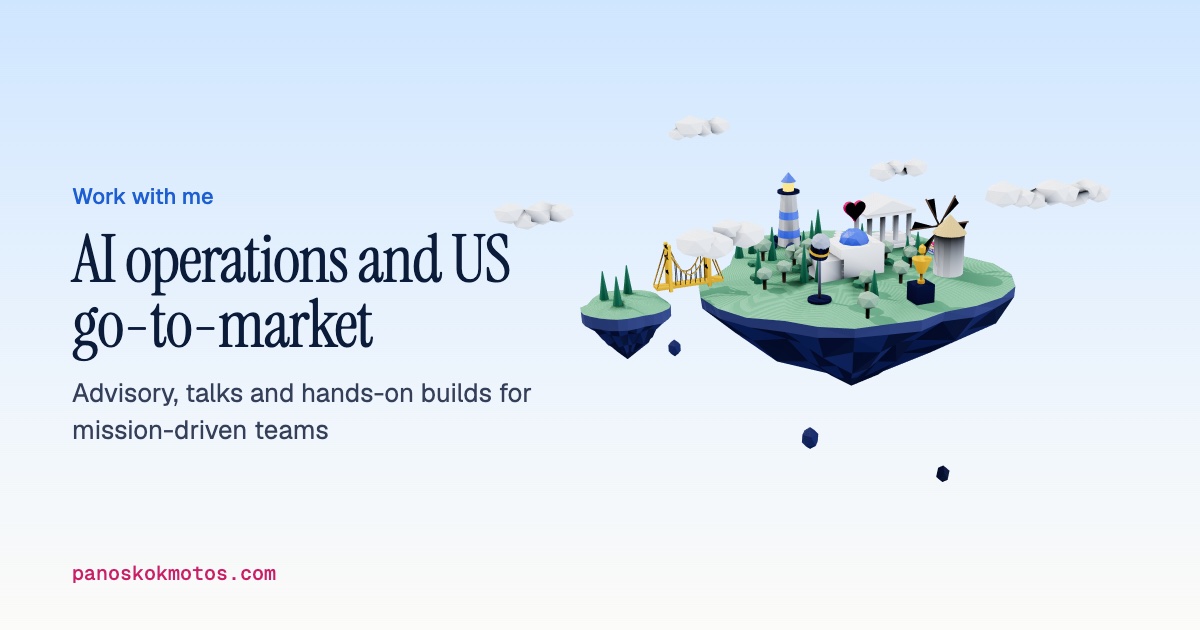 Work with me
AI operations and US
go-to-market
Advisory, talks and hands-on builds for
mission-driven teams
panoskokmotos.com